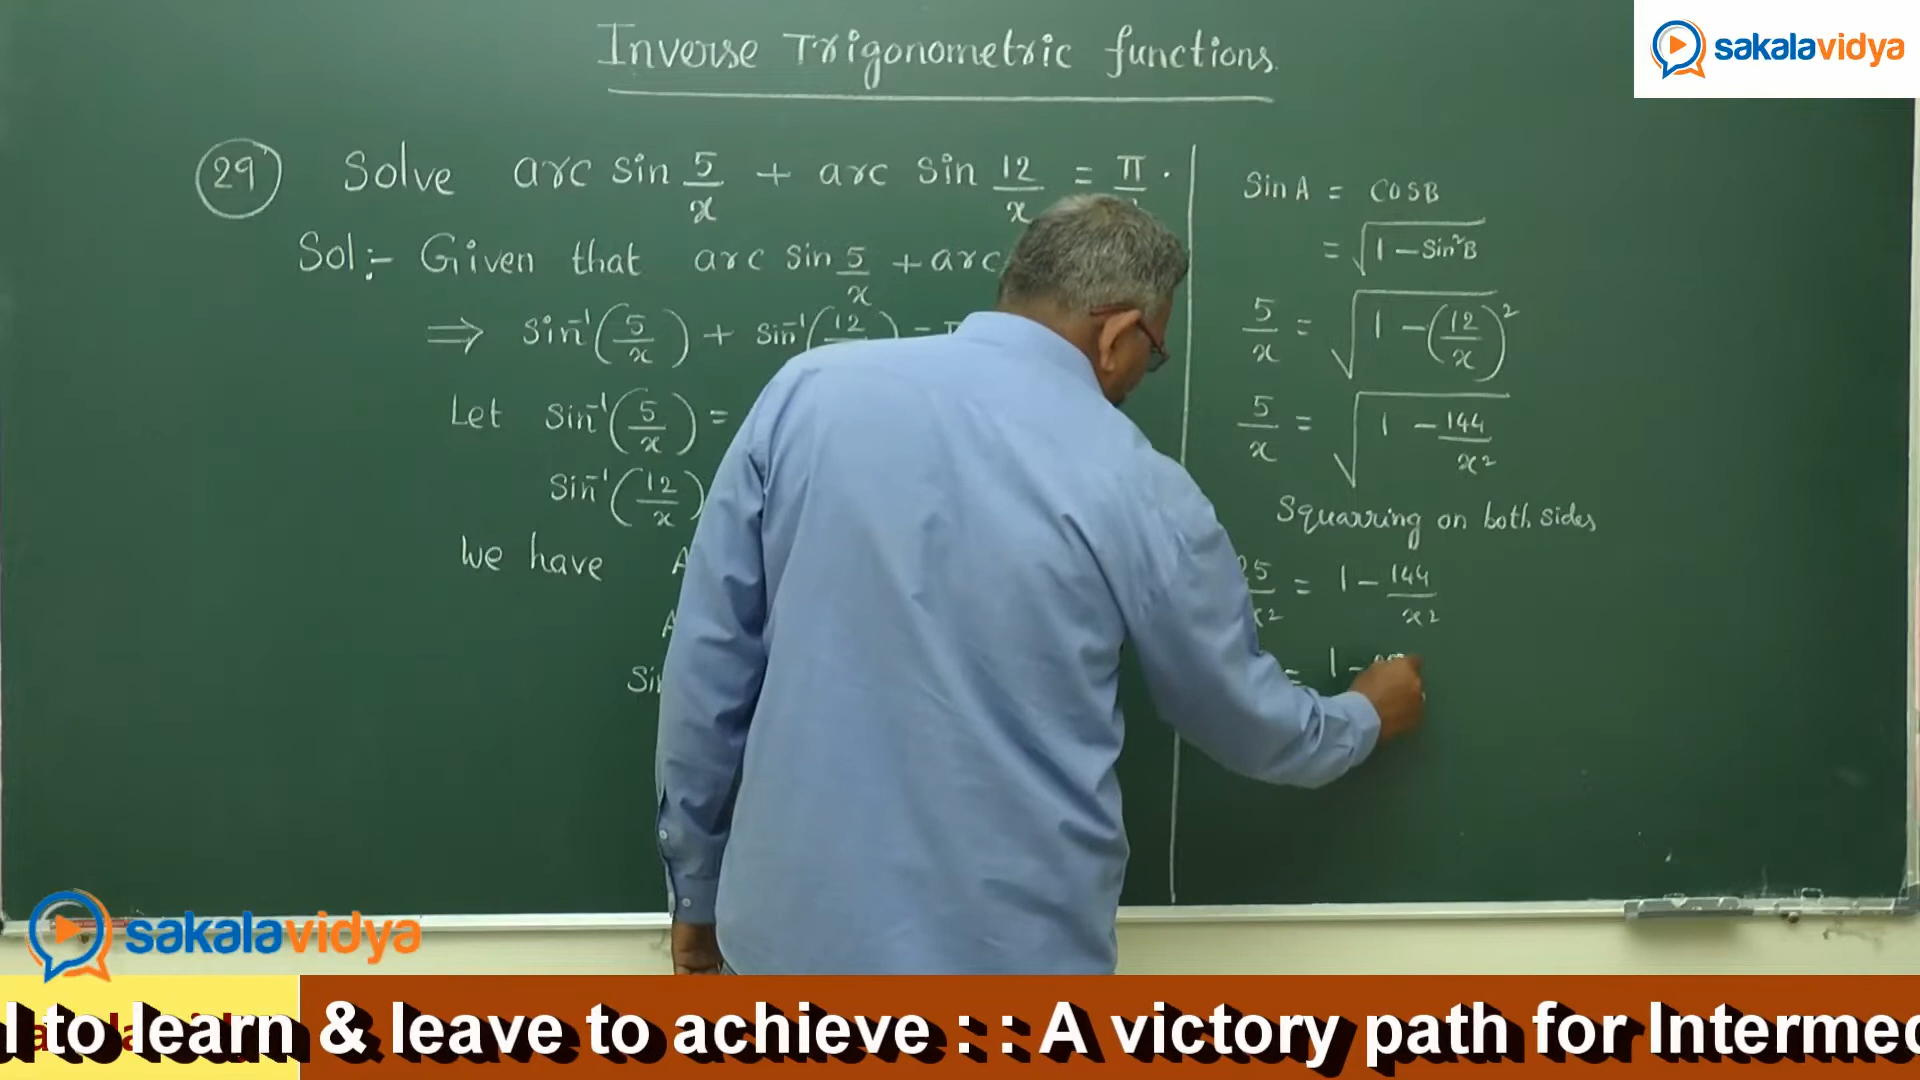 Inverse Trigonometric functions.
sakalavidya
29 Solve arc sin 5/x + arc sin 12/x = π/ .
Sol:- Given that arc sin 5/x + arc
⇒ sin⁻¹(5/x) + sin⁻¹(12/ ) =
Let sin⁻¹(5/x) =
sin⁻¹(12/x)
We have A
A
Sin
Sin A = cos B
= √(1 - Sin²B
5/x = √(1 - (12/x)²
5/x = √(1 - 144/x²
Squarring on both sides
25/x² = 1 - 144/x²
= 1 -
sakalavidya
l to learn & leave to achieve : : A victory path for Intermed